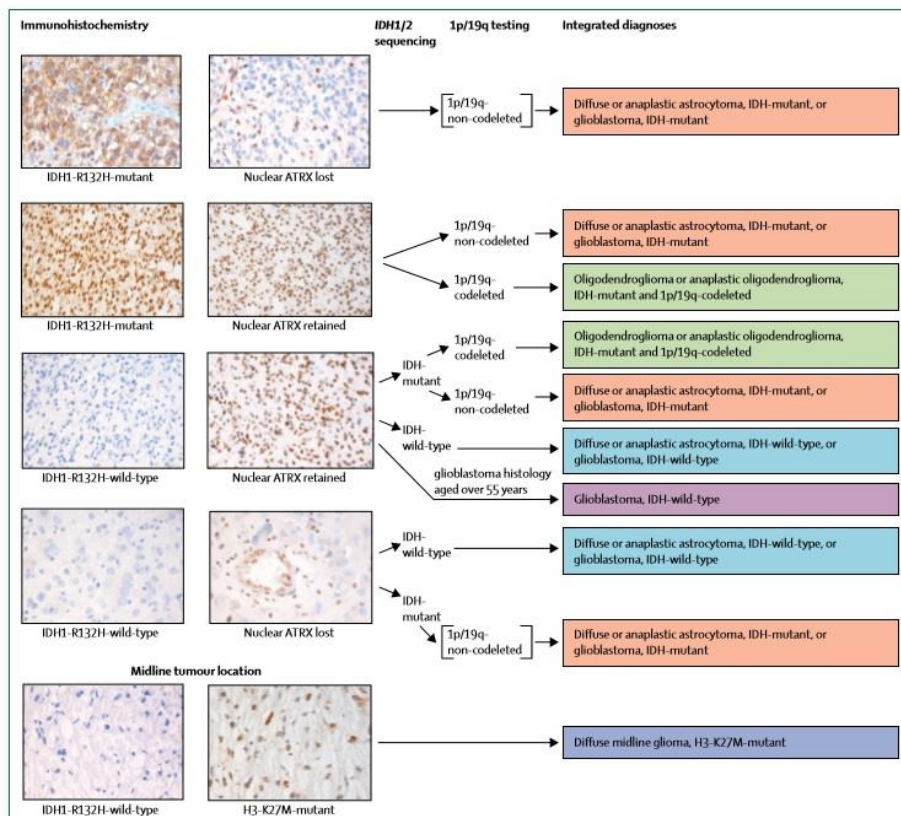 Immunohistochemistry
IDH1/2
sequencing
1p/19q testing
Integrated diagnoses
IDH1-R132H-mutant
Nuclear ATRX lost
1p/19q-
non-codeleted
Diffuse or anaplastic astrocytoma, IDH-mutant, or
glioblastoma, IDH-mutant
IDH1-R132H-mutant
Nuclear ATRX retained
1p/19q-
non-codeleted
Diffuse or anaplastic astrocytoma, IDH-mutant, or
glioblastoma, IDH-mutant
1p/19q-
codeleted
Oligodendroglioma or anaplastic oligodendroglioma,
IDH-mutant and 1p/19q-codeleted
IDH1-R132H-wild-type
Nuclear ATRX retained
IDH-
mutant
1p/19q-
codeleted
Oligodendroglioma or anaplastic oligodendroglioma,
IDH-mutant and 1p/19q-codeleted
1p/19q-
non-codeleted
Diffuse or anaplastic astrocytoma, IDH-mutant, or
glioblastoma, IDH-mutant
IDH-
wild-type
Diffuse or anaplastic astrocytoma, IDH-wild-type, or
glioblastoma, IDH-wild-type
glioblastoma histology
aged over 55 years
Glioblastoma, IDH-wild-type
IDH1-R132H-wild-type
Nuclear ATRX lost
IDH-
wild-type
Diffuse or anaplastic astrocytoma, IDH-wild-type, or
glioblastoma, IDH-wild-type
IDH-
mutant
1p/19q-
non-codeleted
Diffuse or anaplastic astrocytoma, IDH-mutant, or
glioblastoma, IDH-mutant
Midline tumour location
IDH1-R132H-wild-type
H3-K27M-mutant
Diffuse midline glioma, H3-K27M-mutant